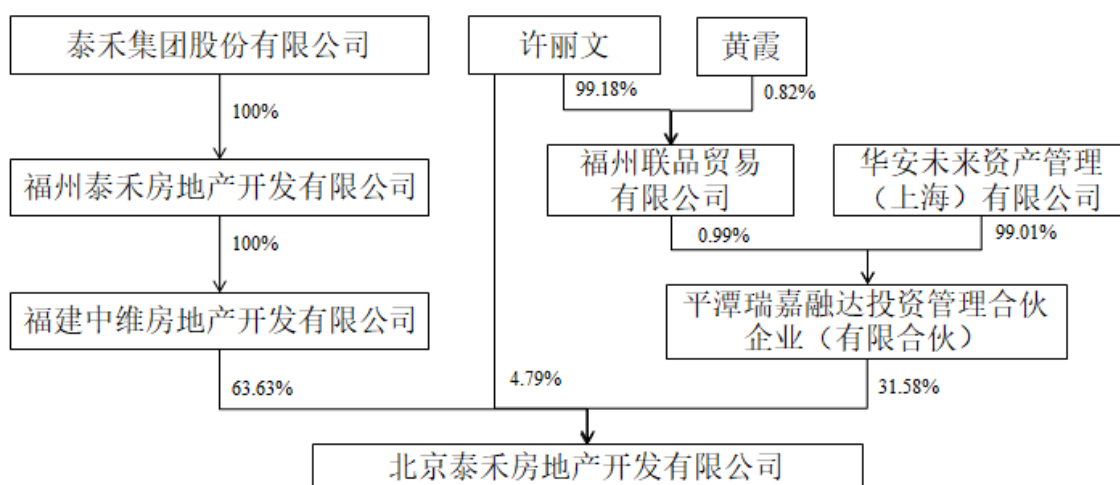 泰禾集团股份有限公司
许丽文
黄霞
99.18%
0.82%
100%
福州泰禾房地产开发有限公司
福州联品贸易
有限公司
华安未来资产管理
（上海）有限公司
0.99%
99.01%
100%
福建中维房地产开发有限公司
平潭瑞嘉融达投资管理合伙
企业（有限合伙）
63.63%
4.79%
31.58%
北京泰禾房地产开发有限公司